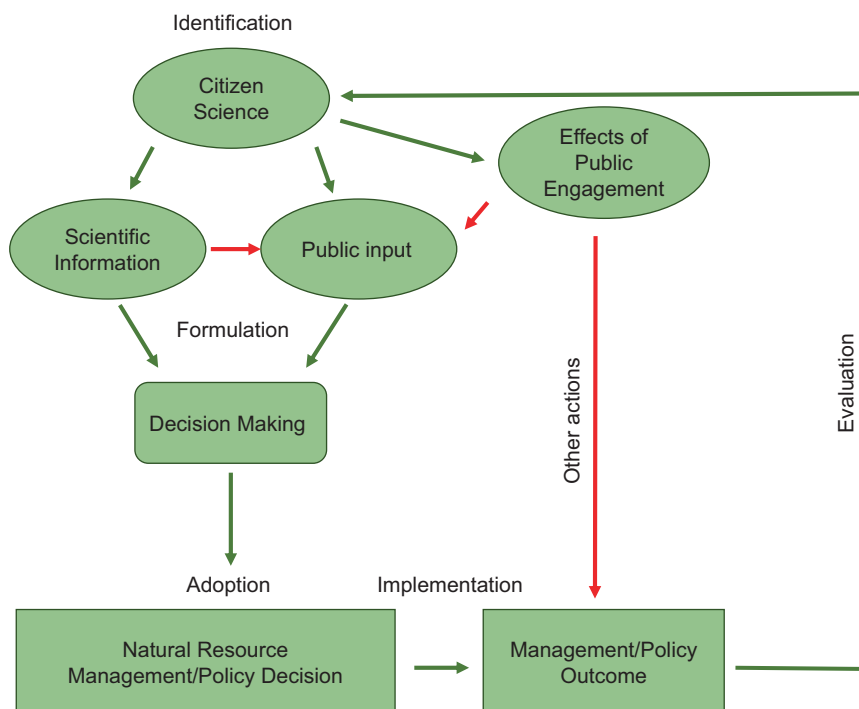 Identification
Citizen
Science
Effects of
Public
Engagement
Scientific
Information
Public input
Formulation
Decision Making
Other actions
Evaluation
Adoption
Implementation
Natural Resource
Management/Policy Decision
Management/Policy
Outcome